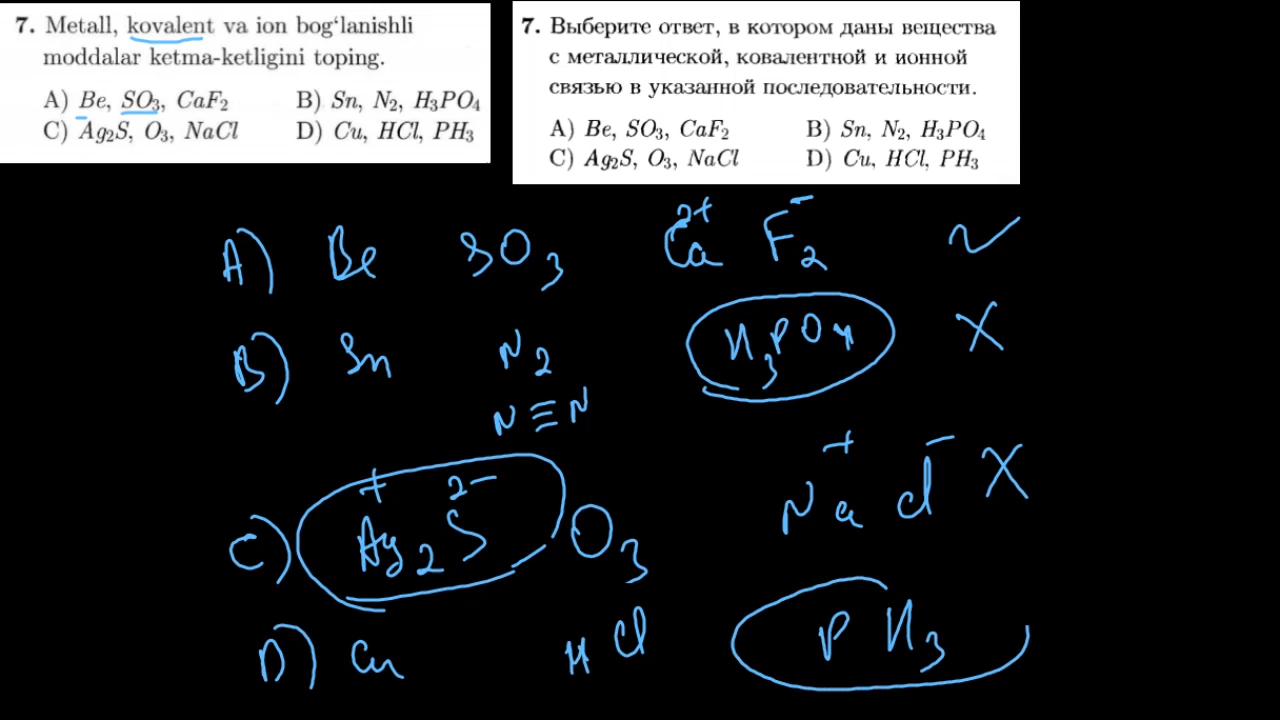 7. Metall, kovalent va ion bog‘lanishli
moddalar ketma-ketligini toping.
A) Be, SO₃, CaF₂ B) Sn, N₂, H₃PO₄
C) Ag₂S, O₃, NaCl D) Cu, HCl, PH₃
7. Выберите ответ, в котором даны вещества
с металлической, ковалентной и ионной
связью в указанной последовательности.
A) Be, SO₃, CaF₂ B) Sn, N₂, H₃PO₄
C) Ag₂S, O₃, NaCl D) Cu, HCl, PH₃
A) Be SO₃ Ca²⁺F⁻₂ ✓
B) Sn N₂ H₃PO₄ X
N≡N
C) Ag⁺₂S²⁻ O₃ Na⁺Cl⁻ X
D) Cu HCl PH₃